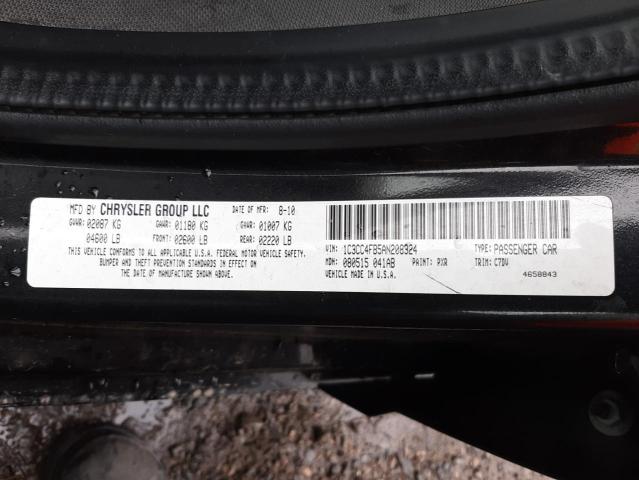 MFD BY CHRYSLER GROUP LLC DATE OF MFR: 8-10
GVWR: 02087 KG GAWR: 01180 KG GAWR: 01007 KG
04600 LB FRONT: 02600 LB REAR: 02220 LB
THIS VEHICLE CONFORMS TO ALL APPLICABLE U.S.A. FEDERAL MOTOR VEHICLE SAFETY,
BUMPER AND THEFT PREVENTION STANDARDS IN EFFECT ON
THE DATE OF MANUFACTURE SHOWN ABOVE. VEHICLE MADE IN U.S.A.
VIN: 1C3CC4FB5AN208324 TYPE: PASSENGER CAR
MDH: 080515 041AB PAINT: PXR TRIM: C7DV
4658843